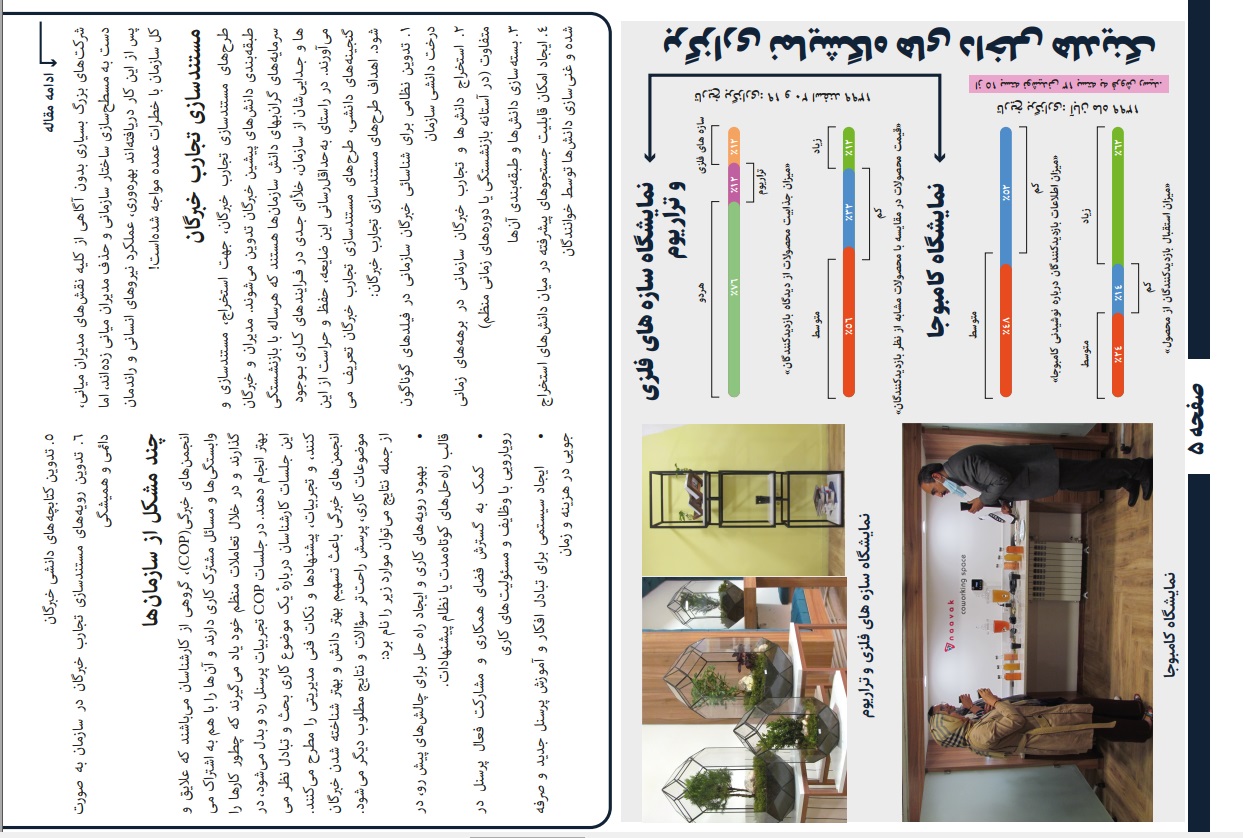 ادامه مقاله
شرکت‌های بزرگ بسیاری بدون آگاهی از کلیه نقش‌های مدیران میانی،
دست به مسطح‌سازی ساختار سازمانی و حذف مدیران میانی زده‌اند، اما
پس از این کار دریافته‌اند بهره‌وری، عملکرد نیروهای انسانی و راندمان
کل سازمان با خطرات عمده مواجه شده‌است!
مستندسازی تجارب خبرگان
طرح‌های مستندسازی تجارب خبرگان، جهت استخراج، مستندسازی و
طبقه‌بندی دانش‌های پیشین خبرگان تدوین می‌شوند. مدیران و خبرگان
سرمایه‌های گران‌بهای دانش سازمان‌ها هستند که هرساله با بازنشستگی
ها و جدایی‌شان از سازمان، خلأای جدی در فرایندهای کاری بوجود
می‌آورند. در راستای به‌حداقل‌رسانی این ضایعه، حفظ و حراست از این
گنجینه‌های دانشی، طرح‌های مستندسازی تجارب خبرگان تعریف می
شود. اهداف طرح‌های مستندسازی تجارب خبرگان:
۱. تدوین نظامی برای شناسائی خبرگان سازمانی در فیلدهای گوناگون
درخت دانشی سازمان
۲. استخراج دانش‌ها و تجارب خبرگان سازمانی در برهه‌های زمانی
متفاوت (در آستانه بازنشستگی یا دوره‌های زمانی منظم)
۳. بسته‌سازی دانش‌ها و طبقه‌بندی آن‌ها
٤. ایجاد امکان قابلیت جستجوهای پیشرفته در میان دانش‌های استخراج
شده و غنی‌سازی دانش‌ها توسط خوانندگان
٥. تدوین کتابچه‌های دانشی خبرگان
٦. تدوین رویه‌های مستندسازی تجارب خبرگان در سازمان به صورت
دائمی و همیشگی
چند مشکل از سازمان‌ها
انجمن‌های خبرگی(COP)، گروهی از کارشناسان می‌باشند که علایق و
وابستگی‌ها و مسائل مشترک کاری دارند و آن‌ها را با هم به اشتراک می
گذارند و در خلال تعاملات منظم خود یاد می‌گیرند که چطور کارها را
بهتر انجام دهند. در جلسات COP تجربیات پرسنل رد و بدل می‌شود، در
این جلسات کارشناسان دربارهٔ یک موضوع کاری بحث و تبادل نظر می
کنند، و تجربیات، پیشنهادها و نکات فنی مدیریتی را مطرح می‌کنند.
انجمن‌های خبرگی باعث تسهیم بهتر دانش و بهتر شناخته شدن خبرگان
موضوعات کاری، پرسش راحت‌تر سؤالات و نتایج مطلوب دیگر می‌شود.
از جمله نتایج می‌توان موارد زیر را نام برد:
• بهبود رویه‌های کاری و ایجاد راه حل برای چالش‌های پیش رو، در
قالب راه‌حل‌های کوتاه‌مدت یا نظام پیشنهادات.
• کمک به گسترش فضای همکاری و مشارکت فعال پرسنل در
رویارویی با وظایف و مسئولیت‌های کاری
• ایجاد سیستمی برای تبادل افکار و آموزش پرسنل جدید و صرفه
جویی در هزینه و زمان
برگزاری نمایشگاه های داخلی هلدینگ
نمایشگاه سازه های فلزی
و تراریوم
تاریخ برگزاری: ۱۹ و ۲۰ اسفند ۱۳۹۹
سازه های فلزی
هردو
٪۱۲
٪۱۲
٪۷٦
تراریوم
«میزان جذابیت محصولات از دیدگاه بازدیدکنندگان»
زیاد
متوسط
٪۱۲
٪۳۲
٪٥٦
کم
«قیمت محصولات در مقایسه با محصولات مشابه از نظر بازدیدکنندگان»
نمایشگاه کامبوجا
تاریخ برگزاری: آبان ماه ۱۳۹۹
از ۱٥ بسته نوشیدنی ۱۳ بسته به فروش رسید.
متوسط
٪٥۲
٪٤۸
کم
«میزان اطلاعات بازدیدکنندگان درباره نوشیدنی کامبوجا»
زیاد
متوسط
٪٦۲
٪۱٤
٪۲٤
کم
«میزان استقبال بازدیدکنندگان از محصول»
نمایشگاه سازه های فلزی و تراریوم
naavak
coworking space
نمایشگاه کامبوجا
صفحه ۵